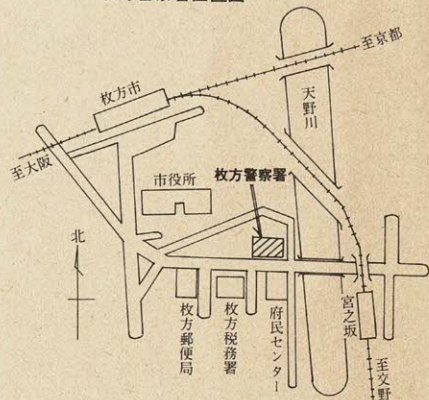 至京都
枚方市
天野川
至大阪
市役所
枚方警察署
北
枚方郵便局
枚方税務署
府民センター
宮之坂
至交野